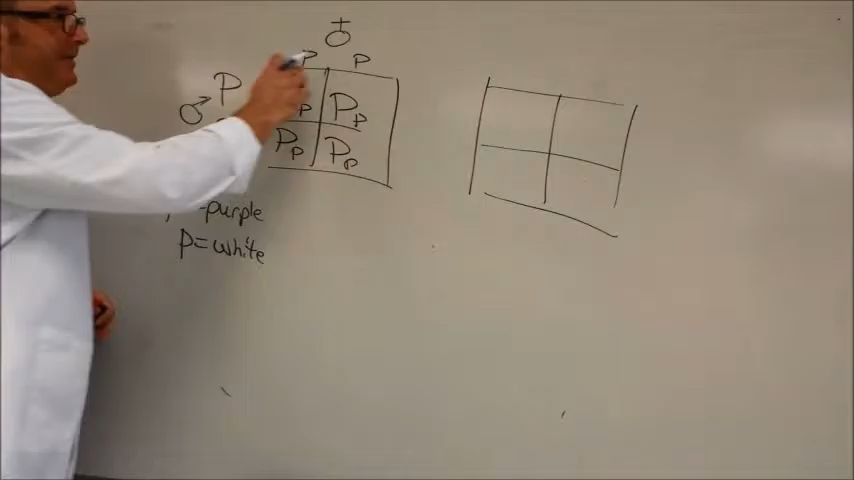 ♀
p p
♂ P Pp
Pp Pp
-purple
p=white